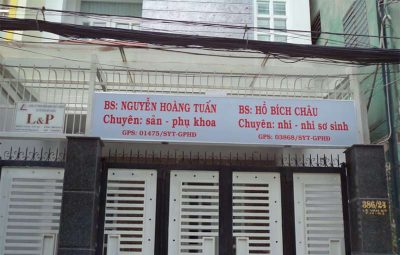 L&P
BS: NGUYỄN HOÀNG TUẤN
Chuyên: sản - phụ khoa
GPS: 01475/SYT-GPHĐ
BS: HỒ BÍCH CHÂU
Chuyên: nhi - nhi sơ sinh
GPS: 03868/SYT-GPHĐ
386/24